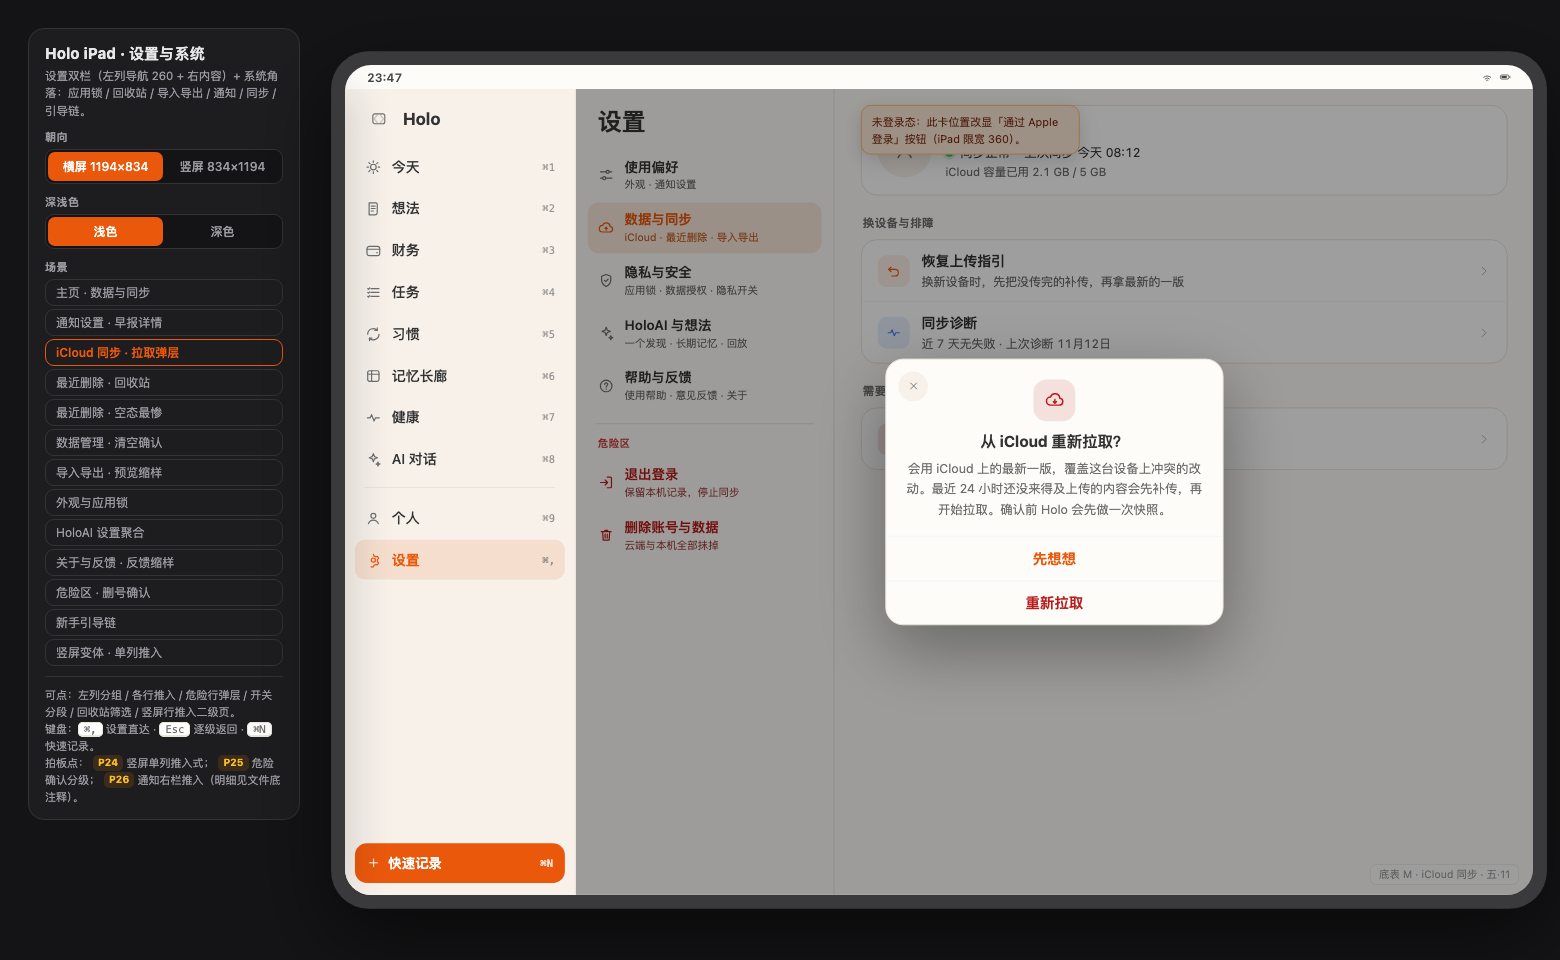 Holo iPad · 设置与系统
设置双栏（左列导航 260 + 右内容）+ 系统角
落：应用锁 / 回收站 / 导入导出 / 通知 / 同步 /
引导链。
朝向
横屏 1194×834
竖屏 834×1194
深浅色
浅色
深色
场景
主页 · 数据与同步
通知设置 · 早报详情
iCloud 同步 · 拉取弹层
最近删除 · 回收站
最近删除 · 空态最惨
数据管理 · 清空确认
导入导出 · 预览缩样
外观与应用锁
HoloAI 设置聚合
关于与反馈 · 反馈缩样
危险区 · 删号确认
新手引导链
竖屏变体 · 单列推入
可点：左列分组 / 各行推入 / 危险行弹层 / 开关
分段 / 回收站筛选 / 竖屏行推入二级页。
键盘： ⌘, 设置直达 · Esc 逐级返回 · ⌘N
快速记录。
拍板点： P24 竖屏单列推入式； P25 危险
确认分级； P26 通知右栏推入（明细见文件底
注释）。
23:47
Holo
今天 ⌘1
想法 ⌘2
财务 ⌘3
任务 ⌘4
习惯 ⌘5
记忆长廊 ⌘6
健康 ⌘7
AI 对话 ⌘8
个人 ⌘9
设置 ⌘,
+ 快速记录 ⌘N
设置
使用偏好
外观 · 通知设置
数据与同步
iCloud · 最近删除 · 导入导出
隐私与安全
应用锁 · 数据授权 · 隐私开关
HoloAI 与想法
一个发现 · 长期记忆 · 回放
帮助与反馈
使用帮助 · 意见反馈 · 关于
危险区
退出登录
保留本机记录，停止同步
删除账号与数据
云端与本机全部抹掉
未登录态：此卡位置改显「通过 Apple
登录」按钮（iPad 限宽 360）。
同步正常 · 上次同步 今天 08:12
iCloud 容量已用 2.1 GB / 5 GB
换设备与排障
恢复上传指引
换新设备时，先把没传完的补传，再拿最新的一版
同步诊断
近 7 天无失败 · 上次诊断 11月12日
需要
从 iCloud 重新拉取？
会用 iCloud 上的最新一版，覆盖这台设备上冲突的改
动。最近 24 小时还没来得及上传的内容会先补传，再
开始拉取。确认前 Holo 会先做一次快照。
先想想
重新拉取
底表 M · iCloud 同步 · 五·11